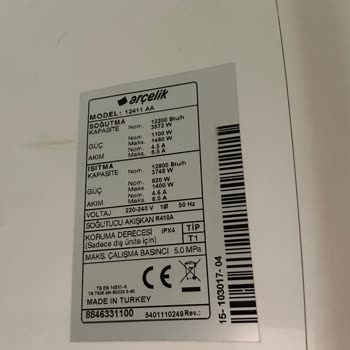 arçelik
MODEL: 12411 AA
SOĞUTMA
KAPASİTE Nom. 12200 Btu/h
3572 W
GÜÇ Nom. 1100 W
Maks. 1480 W
AKIM Nom. 4.5 A
Maks. 6.5 A
ISITMA
KAPASİTE Nom. 12800 Btu/h
3748 W
GÜÇ Nom. 920 W
Maks. 1400 W
AKIM Nom. 4.6 A
Maks. 6.0 A
VOLTAJ 220-240 V 1Ø 50 Hz
SOĞUTUCU AKIŞKAN R410A
KORUMA DERECESİ IPX4 TİP
(Sadece dış ünite için) T1
MAKS. ÇALIŞMA BASINCI 5.0 MPa
CE
MADE IN TURKEY
8846331100 5401110249 Rev.:
15-103017-04